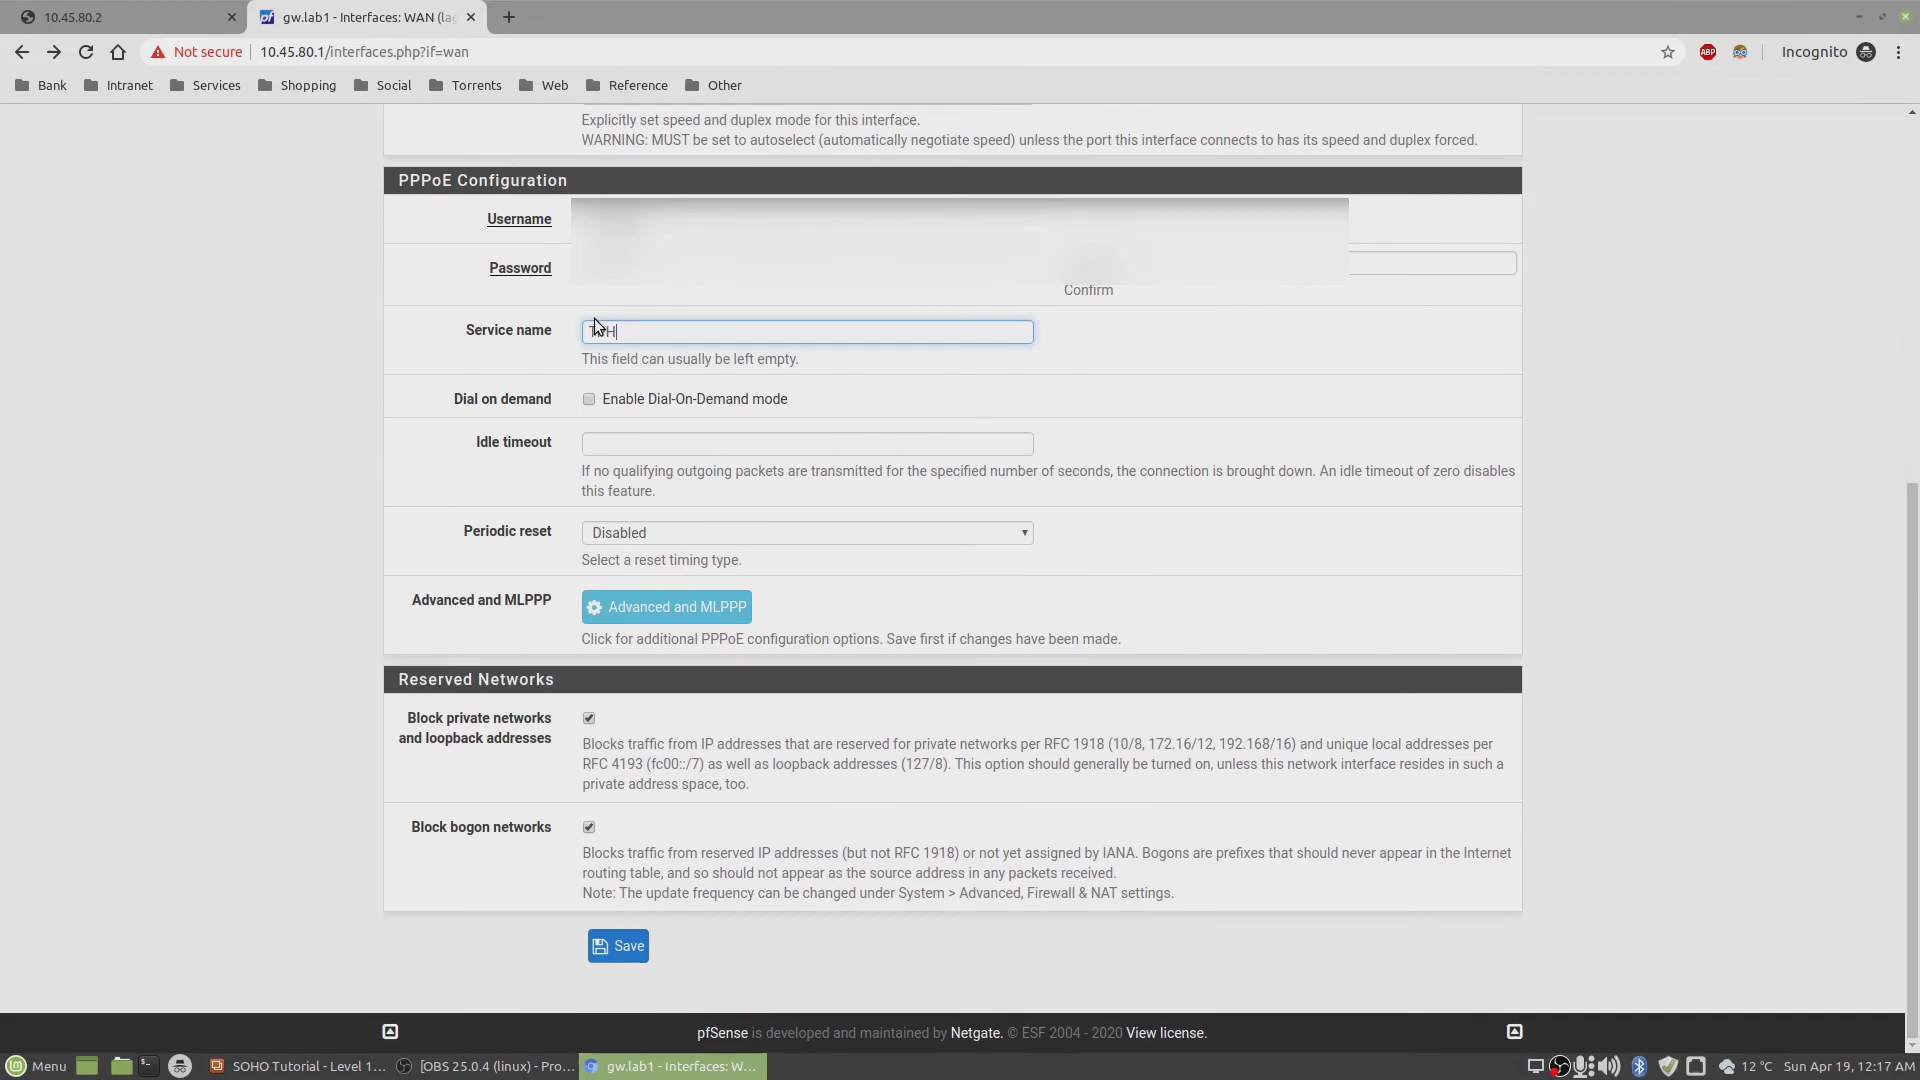 10.45.80.2
gw.lab1 - Interfaces: WAN (lag
Not secure
10.45.80.1/interfaces.php?if=wan
ABP
Incognito
Bank
Intranet
Services
Shopping
Social
Torrents
Web
Reference
Other
Explicitly set speed and duplex mode for this interface.
WARNING: MUST be set to autoselect (automatically negotiate speed) unless the port this interface connects to has its speed and duplex forced.
PPPoE Configuration
Username
Password
Confirm
Service name
This field can usually be left empty.
Dial on demand
Enable Dial-On-Demand mode
Idle timeout
If no qualifying outgoing packets are transmitted for the specified number of seconds, the connection is brought down. An idle timeout of zero disables
this feature.
Periodic reset
Disabled
Select a reset timing type.
Advanced and MLPPP
Advanced and MLPPP
Click for additional PPPoE configuration options. Save first if changes have been made.
Reserved Networks
Block private networks
and loopback addresses
Blocks traffic from IP addresses that are reserved for private networks per RFC 1918 (10/8, 172.16/12, 192.168/16) and unique local addresses per
RFC 4193 (fc00::/7) as well as loopback addresses (127/8). This option should generally be turned on, unless this network interface resides in such a
private address space, too.
Block bogon networks
Blocks traffic from reserved IP addresses (but not RFC 1918) or not yet assigned by IANA. Bogons are prefixes that should never appear in the Internet
routing table, and so should not appear as the source address in any packets received.
Note: The update frequency can be changed under System > Advanced, Firewall & NAT settings.
Save
pfSense is developed and maintained by Netgate. © ESF 2004 - 2020 View license.
Menu
SOHO Tutorial - Level 1...
[OBS 25.0.4 (linux) - Pro...
gw.lab1 - Interfaces: W...
12 °C
Sun Apr 19, 12:17 AM